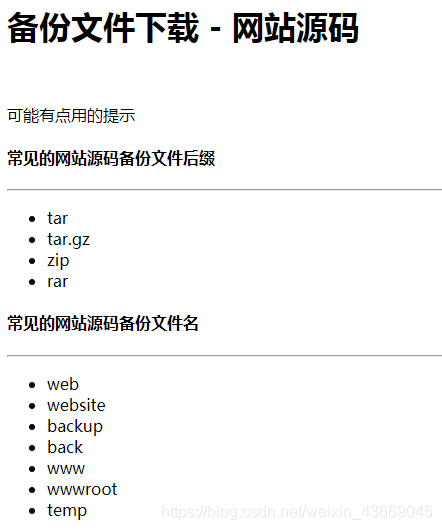 备份文件下载 - 网站源码
可能有点用的提示
常见的网站源码备份文件后缀
tar
tar.gz
zip
rar
常见的网站源码备份文件名
web
website
backup
back
www
wwwroot
temp
https://blog.csdn.net/weixin_43669045